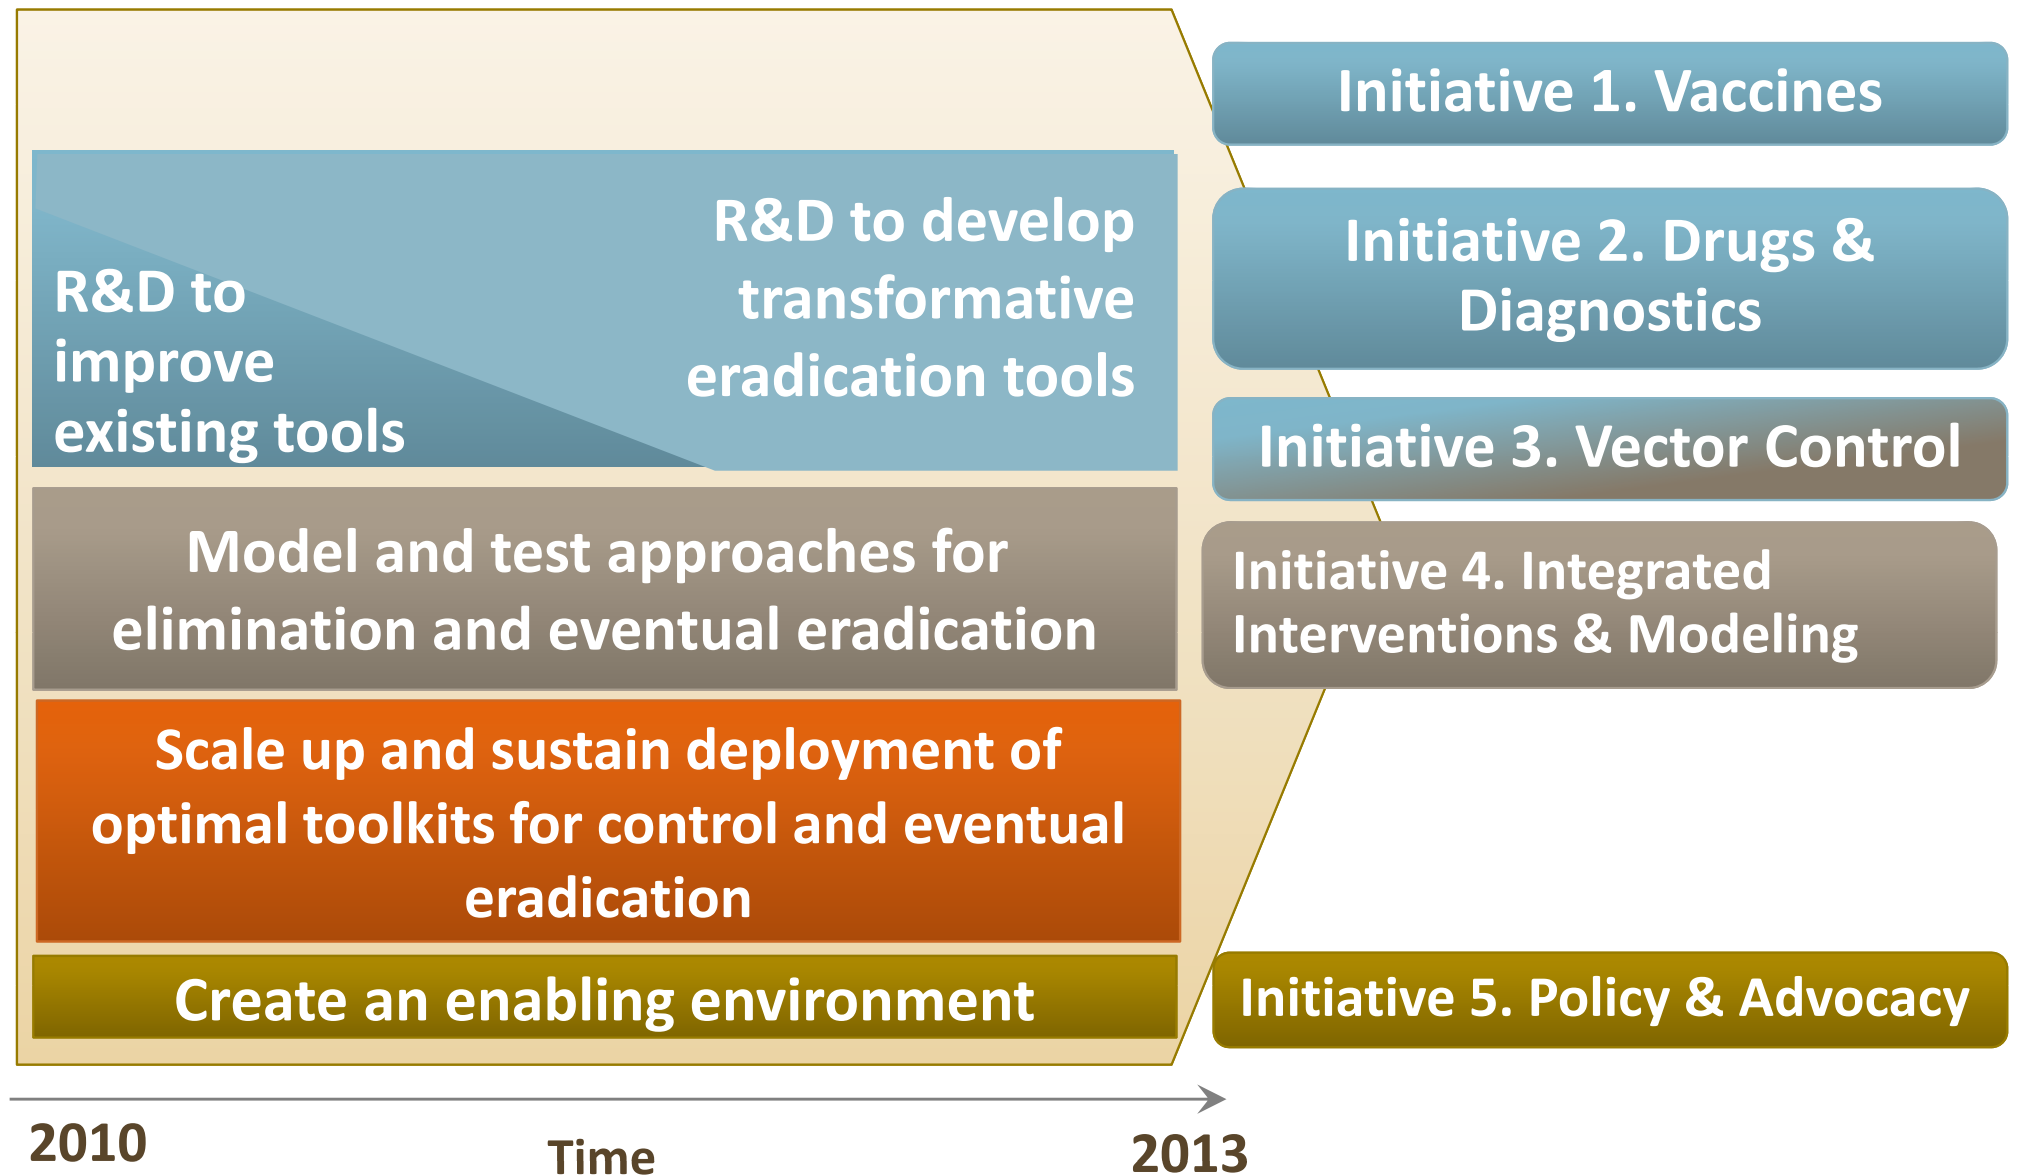 R&D to
improve
existing tools
R&D to develop
transformative
eradication tools
Model and test approaches for
elimination and eventual eradication
Scale up and sustain deployment of
optimal toolkits for control and eventual
eradication
Create an enabling environment
Initiative 1. Vaccines
Initiative 2. Drugs &
Diagnostics
Initiative 3. Vector Control
Initiative 4. Integrated
Interventions & Modeling
Initiative 5. Policy & Advocacy
2010
Time
2013